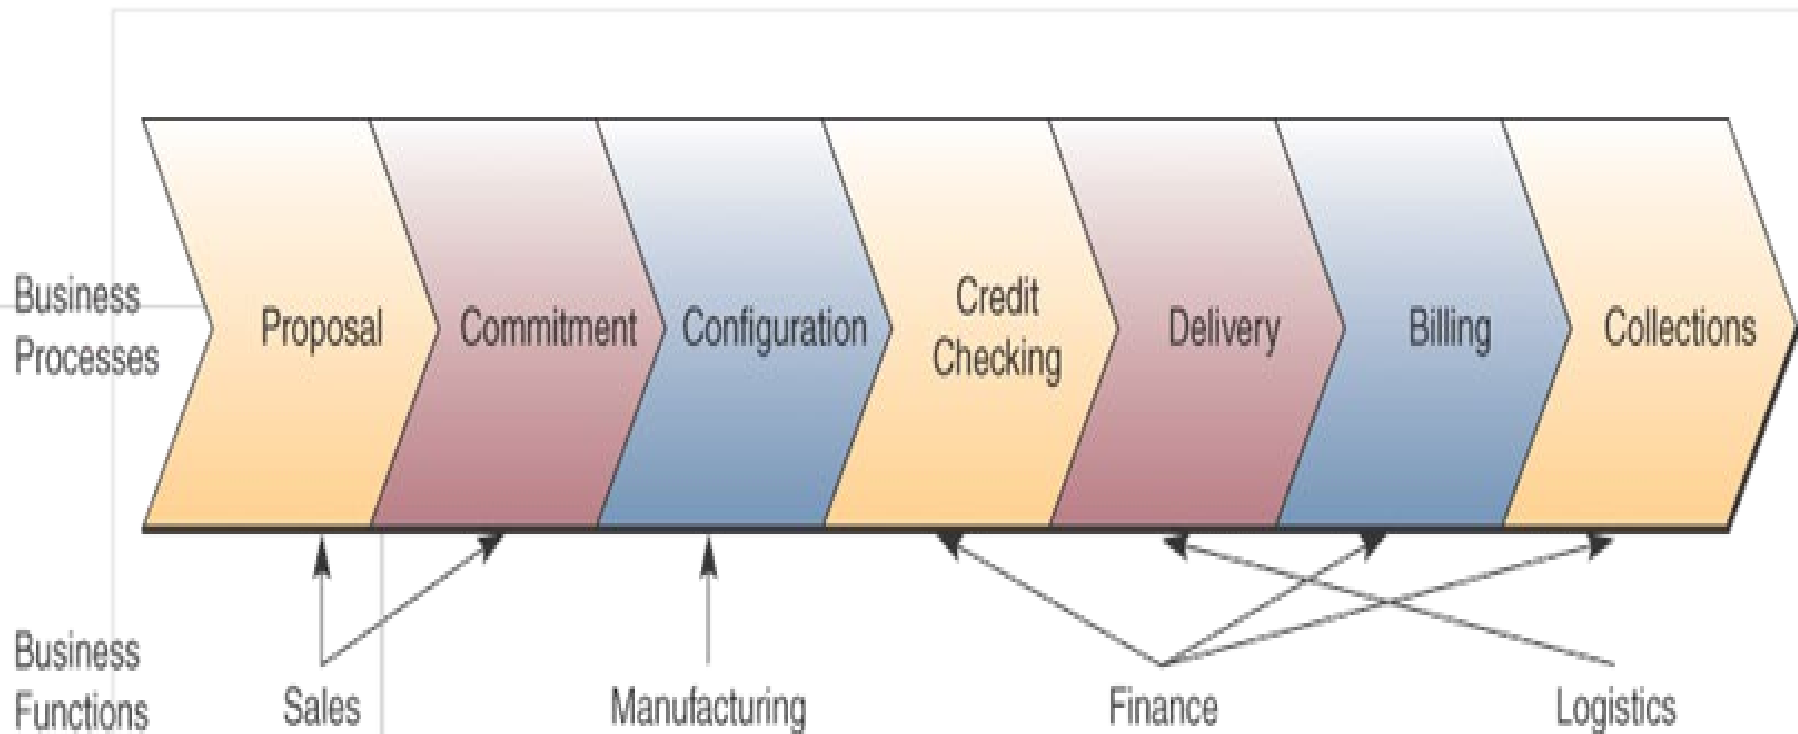 Business
Processes
Proposal
Commitment
Configuration
Credit
Checking
Delivery
Billing
Collections
Business
Functions
Sales
Manufacturing
Finance
Logistics